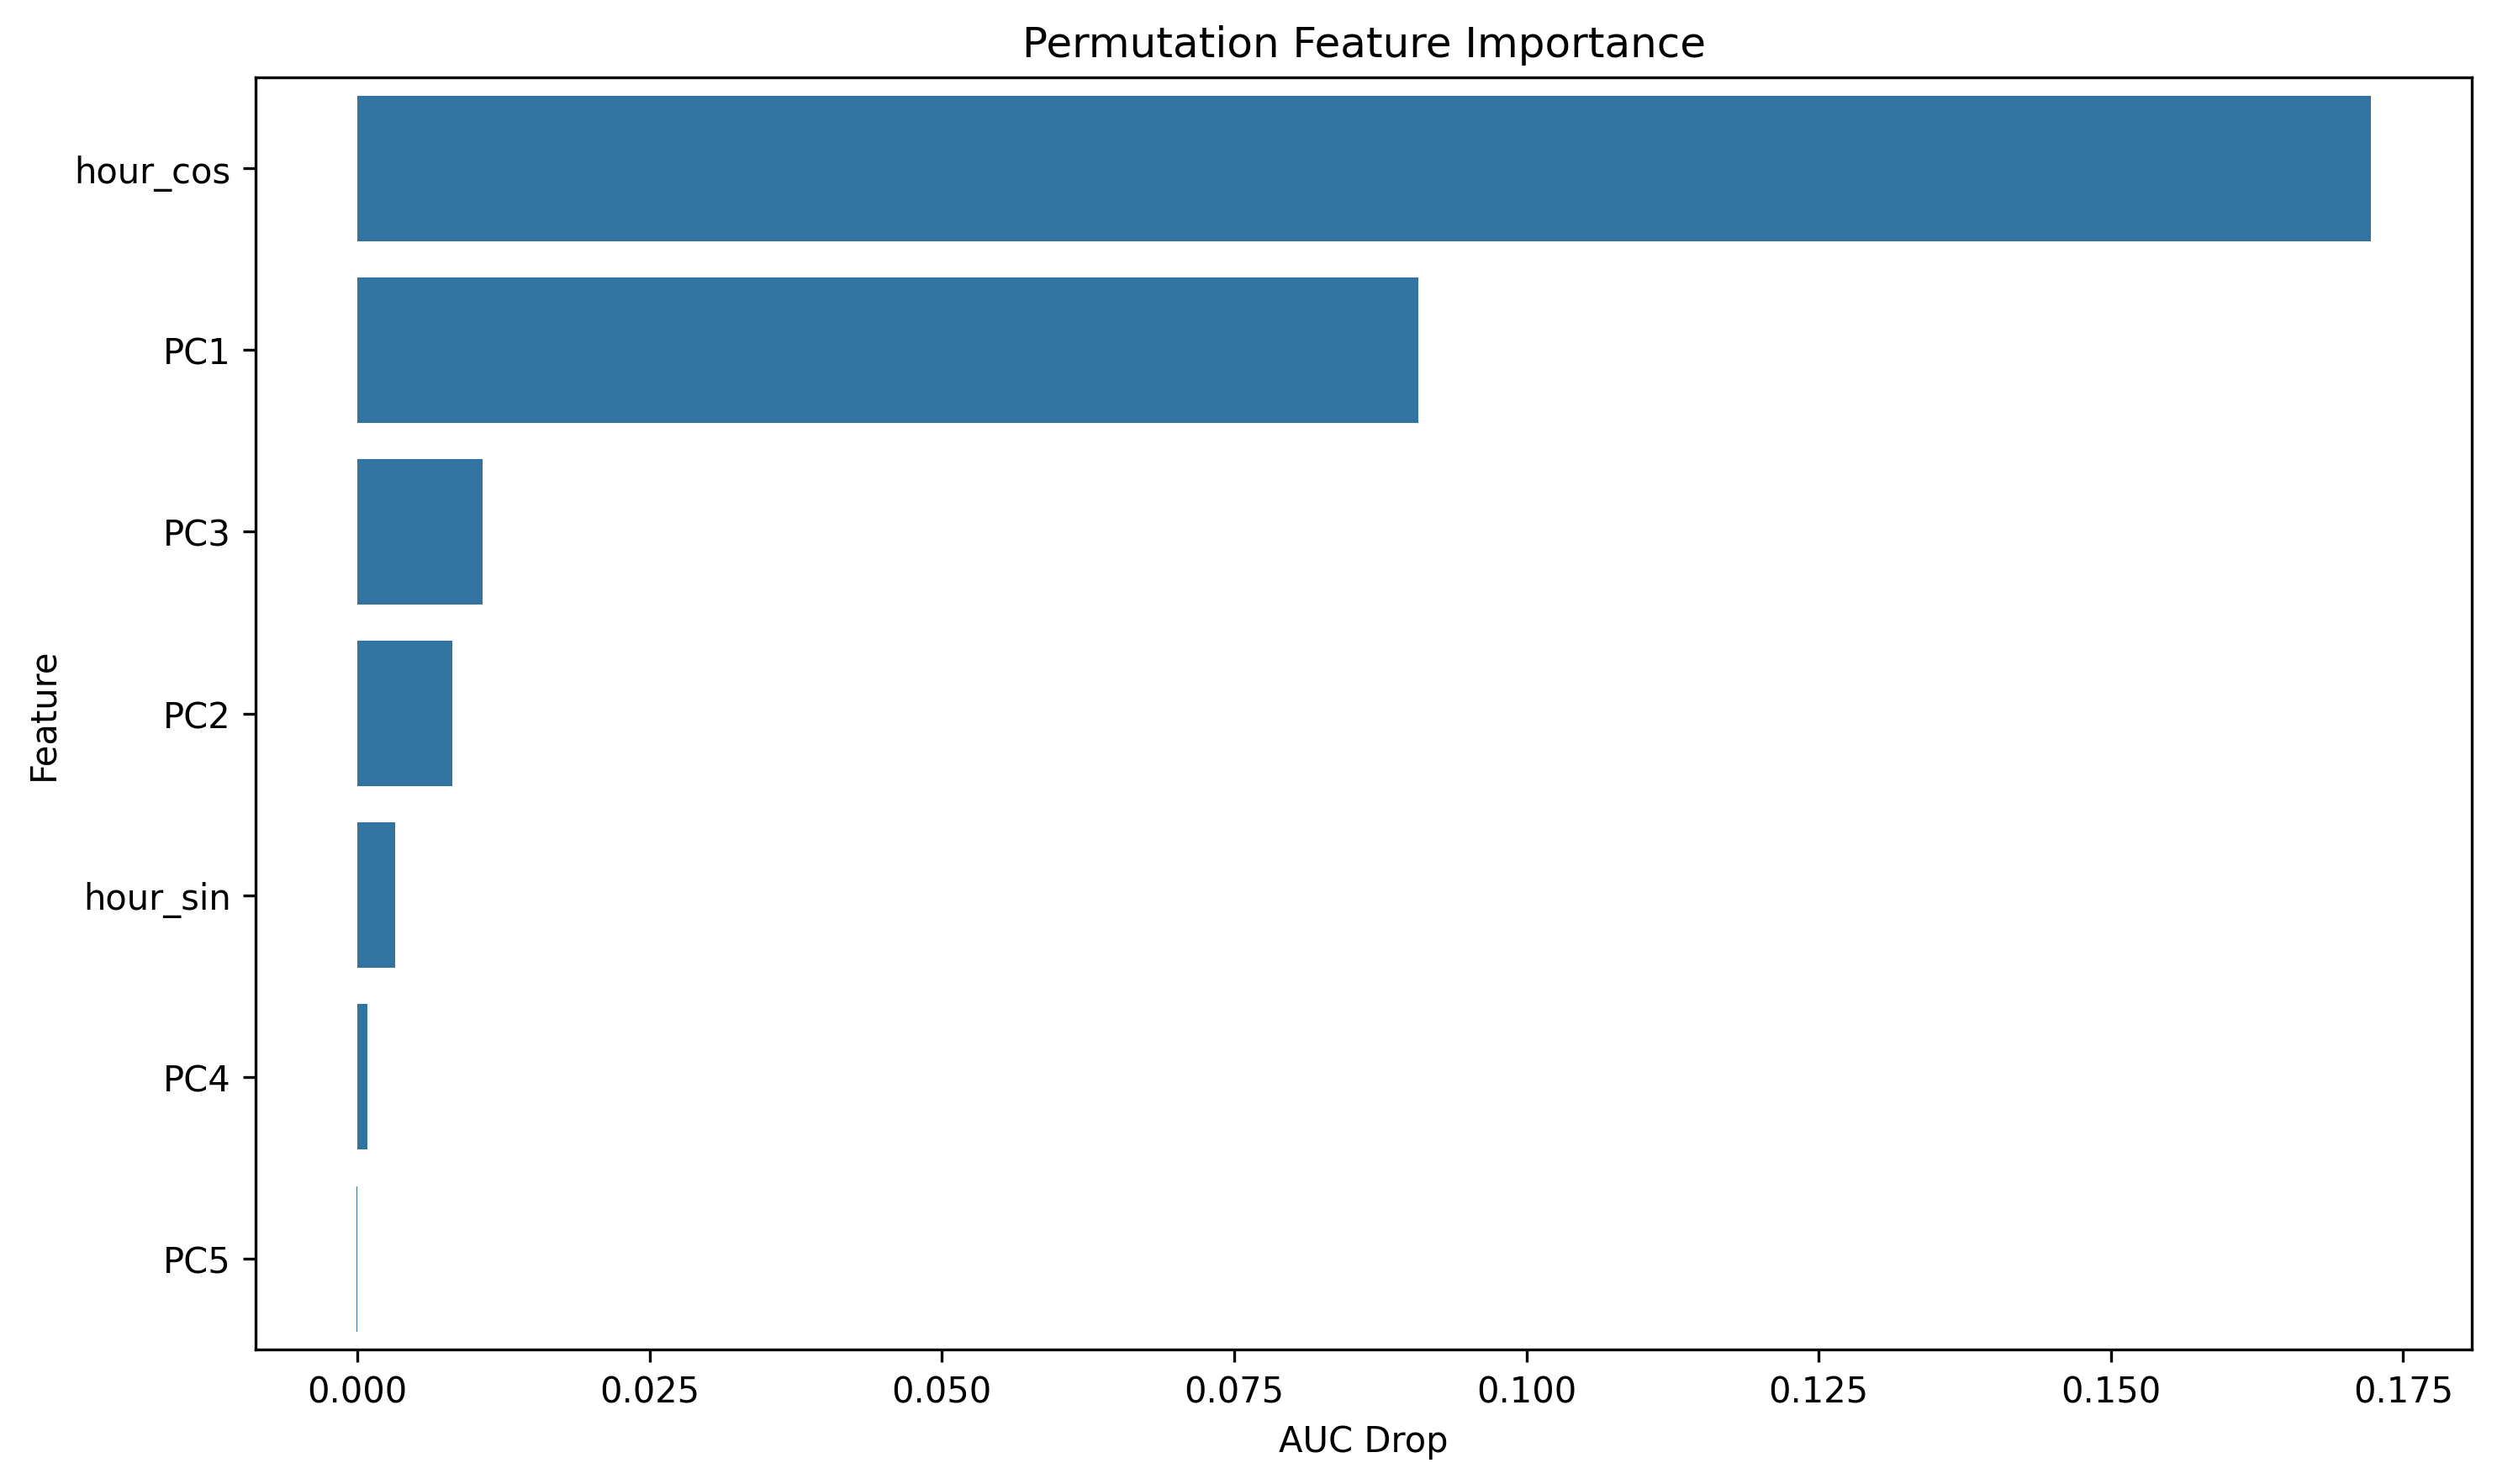 Permutation Feature Importance
hour_cos
PC1
PC3
PC2
hour_sin
PC4
PC5
Feature
0.000 0.025 0.050 0.075 0.100 0.125 0.150 0.175
AUC Drop